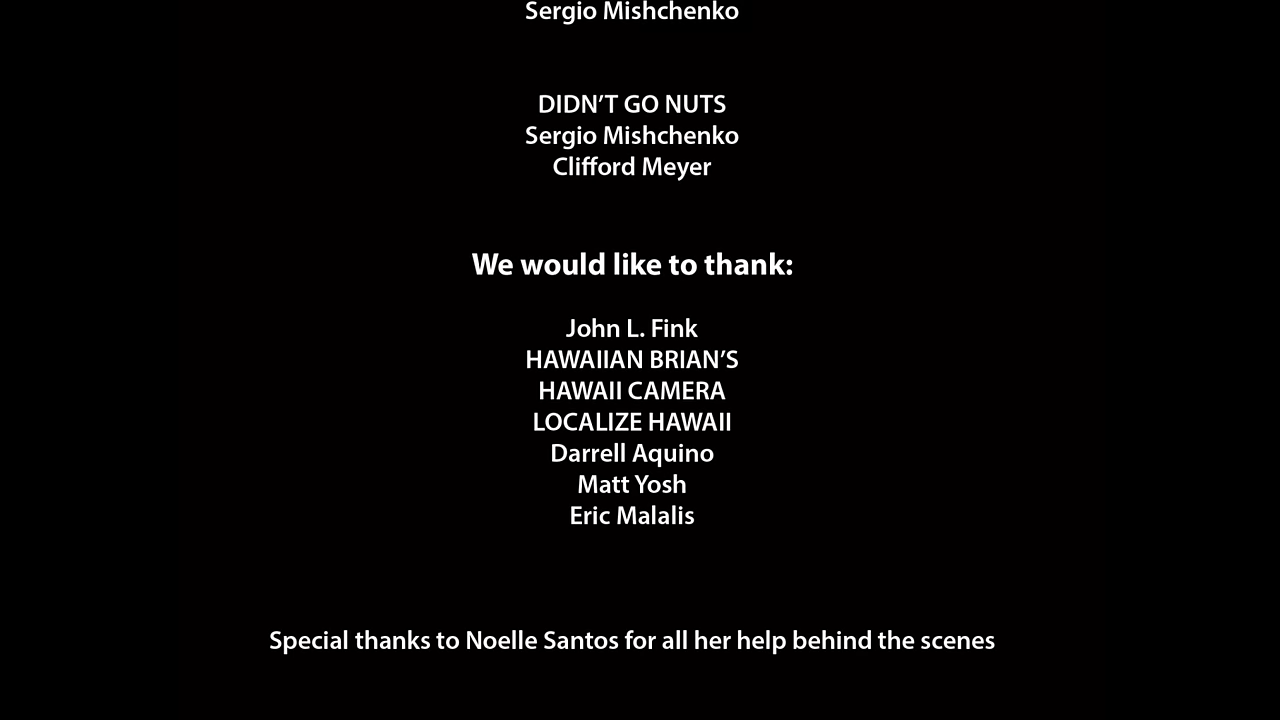 Sergio Mishchenko
DIDN’T GO NUTS
Sergio Mishchenko
Clifford Meyer
We would like to thank:
John L. Fink
HAWAIIAN BRIAN’S
HAWAII CAMERA
LOCALIZE HAWAII
Darrell Aquino
Matt Yosh
Eric Malalis
Special thanks to Noelle Santos for all her help behind the scenes